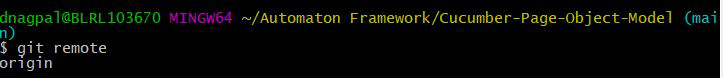 dnagpal@BLRL103670 MINGW64 ~/Automaton Framework/Cucumber-Page-Object-Model (mai
n)
$ git remote
origin